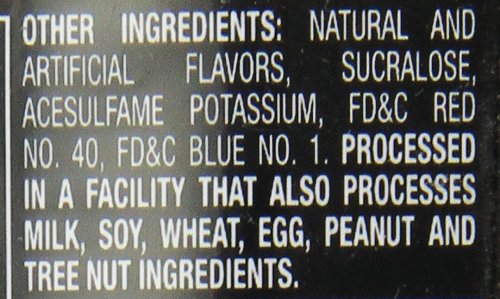 OTHER INGREDIENTS: NATURAL AND
ARTIFICIAL FLAVORS, SUCRALOSE,
ACESULFAME POTASSIUM, FD&C RED
NO. 40, FD&C BLUE NO. 1. PROCESSED
IN A FACILITY THAT ALSO PROCESSES
MILK, SOY, WHEAT, EGG, PEANUT AND
TREE NUT INGREDIENTS.